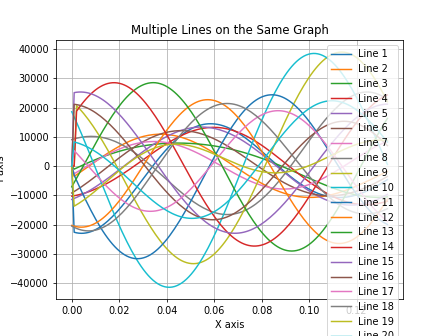 Multiple Lines on the Same Graph
40000
30000
20000
10000
0
−10000
−20000
−30000
−40000
0.00
0.02
0.04
0.06
0.08
0.10
X axis
Line 1
Line 2
Line 3
Line 4
Line 5
Line 6
Line 7
Line 8
Line 9
Line 10
Line 11
Line 12
Line 13
Line 14
Line 15
Line 16
Line 17
Line 18
Line 19
Line 20